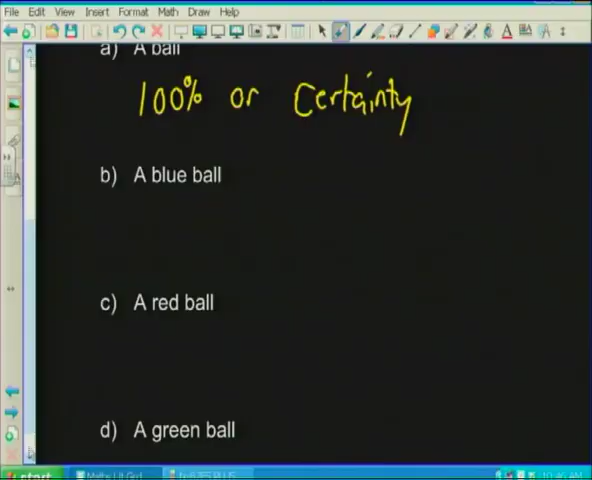 File Edit View Insert Format Math Draw Help
a) A ball
100% or Certainty
b) A blue ball
c) A red ball
d) A green ball
start